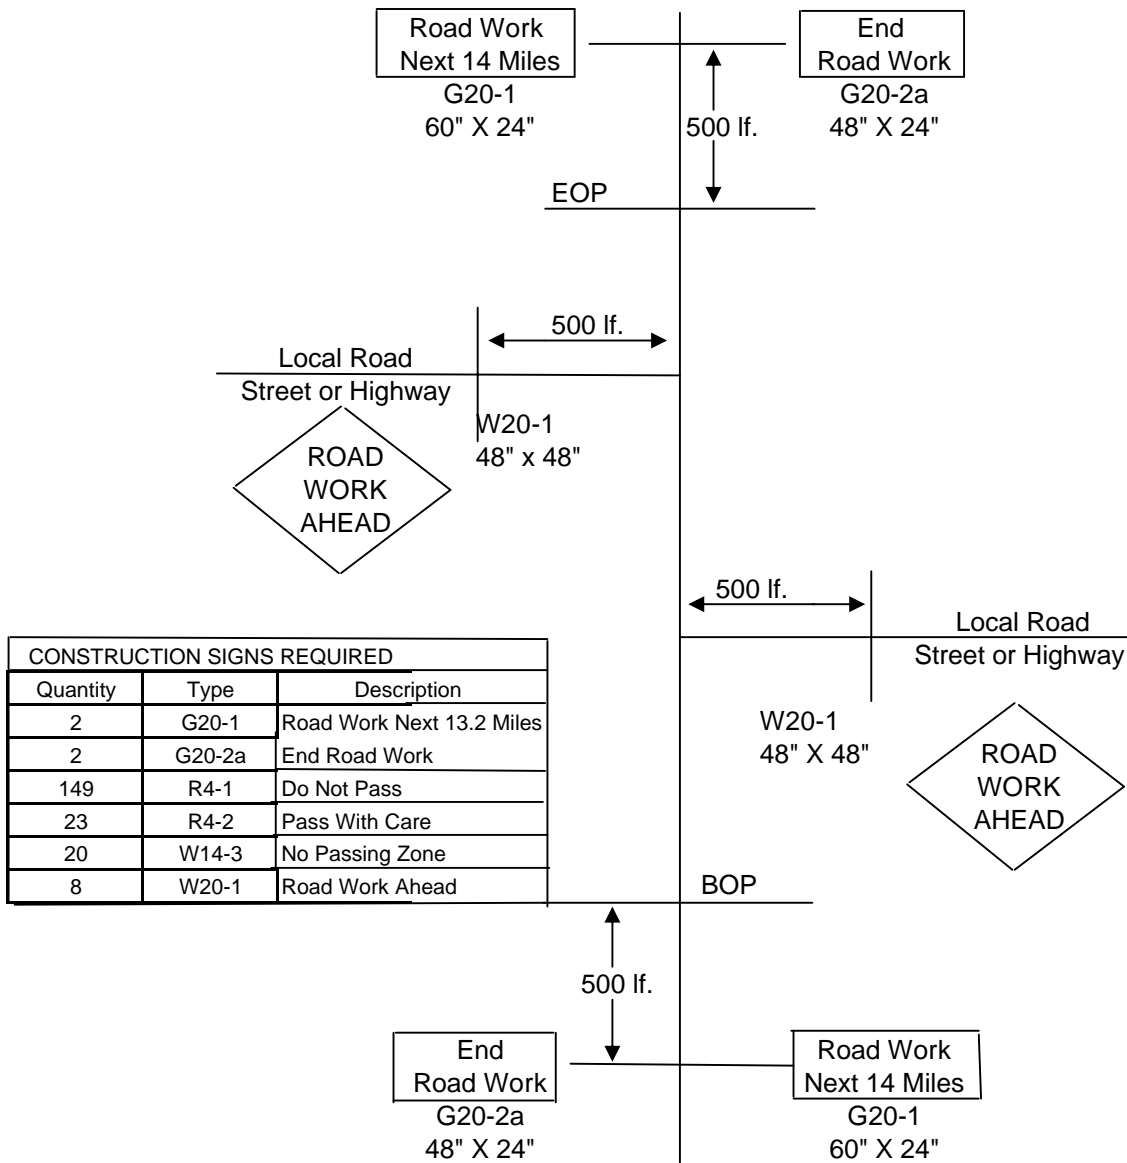 Road Work
Next 14 Miles
G20-1
60" X 24"
End
Road Work
G20-2a
48" X 24"
500 lf.
EOP
500 lf.
Local Road
Street or Highway
W20-1
48" x 48"
ROAD
WORK
AHEAD
500 lf.
Local Road
Street or Highway
W20-1
48" X 48"
ROAD
WORK
AHEAD
CONSTRUCTION SIGNS REQUIRED
Quantity Type Description
2 G20-1 Road Work Next 13.2 Miles
2 G20-2a End Road Work
149 R4-1 Do Not Pass
23 R4-2 Pass With Care
20 W14-3 No Passing Zone
8 W20-1 Road Work Ahead
BOP
500 lf.
End
Road Work
G20-2a
48" X 24"
Road Work
Next 14 Miles
G20-1
60" X 24"